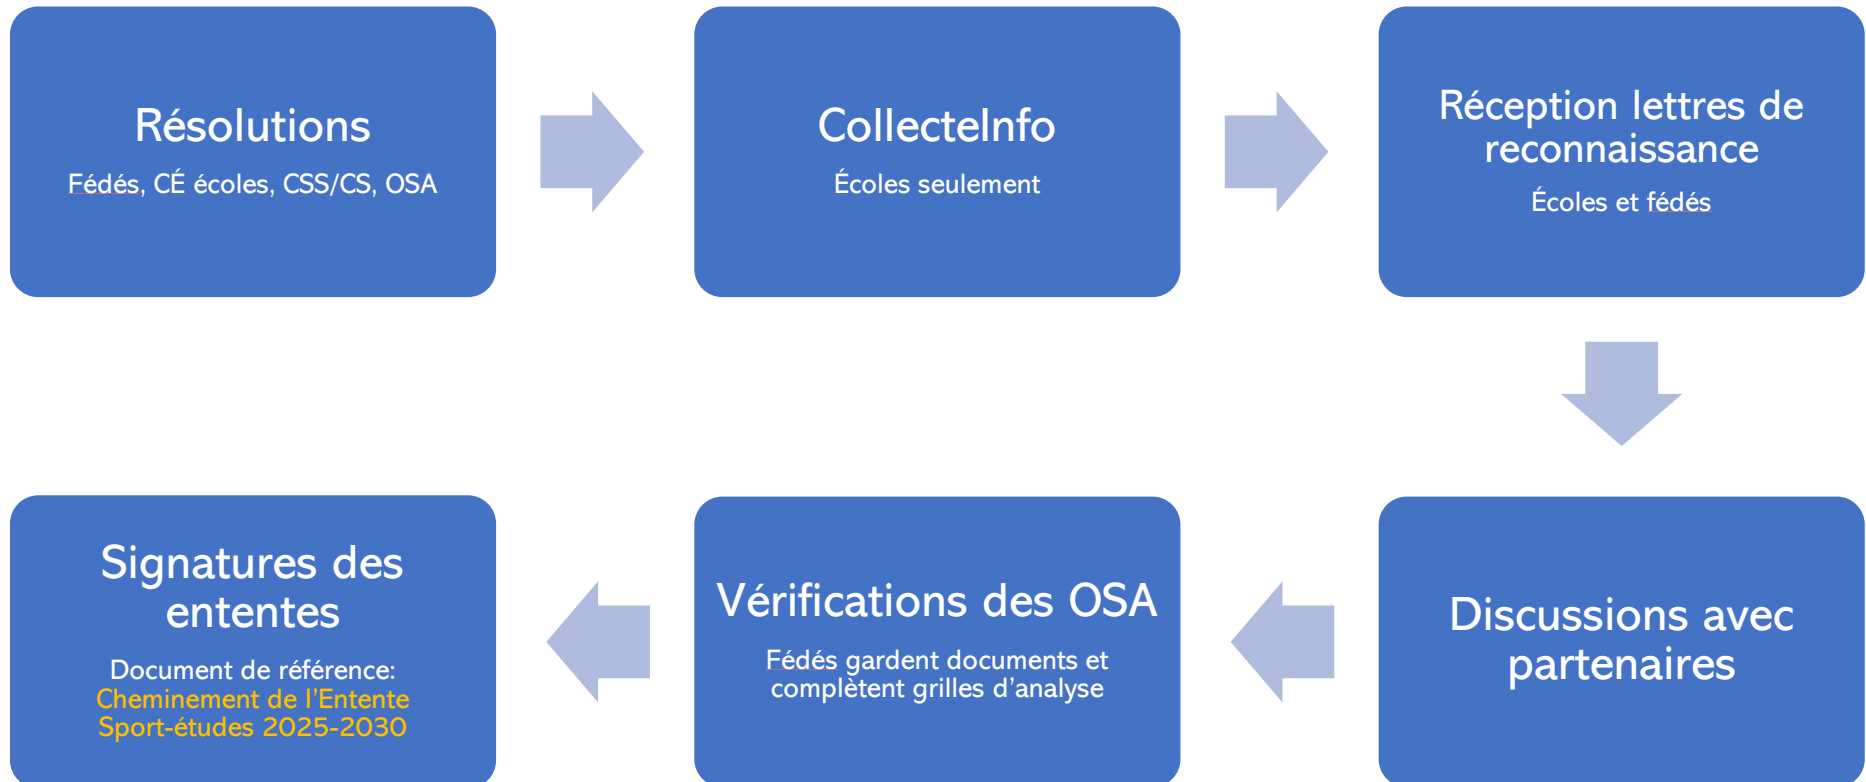 Résolutions
Fédés, CÉ écoles, CSS/CS, OSA
CollecteInfo
Écoles seulement
Réception lettres de
reconnaissance
Écoles et fédés
Discussions avec
partenaires
Vérifications des OSA
Fédés gardent documents et
complètent grilles d’analyse
Signatures des
ententes
Document de référence:
Cheminement de l’Entente
Sport-études 2025-2030